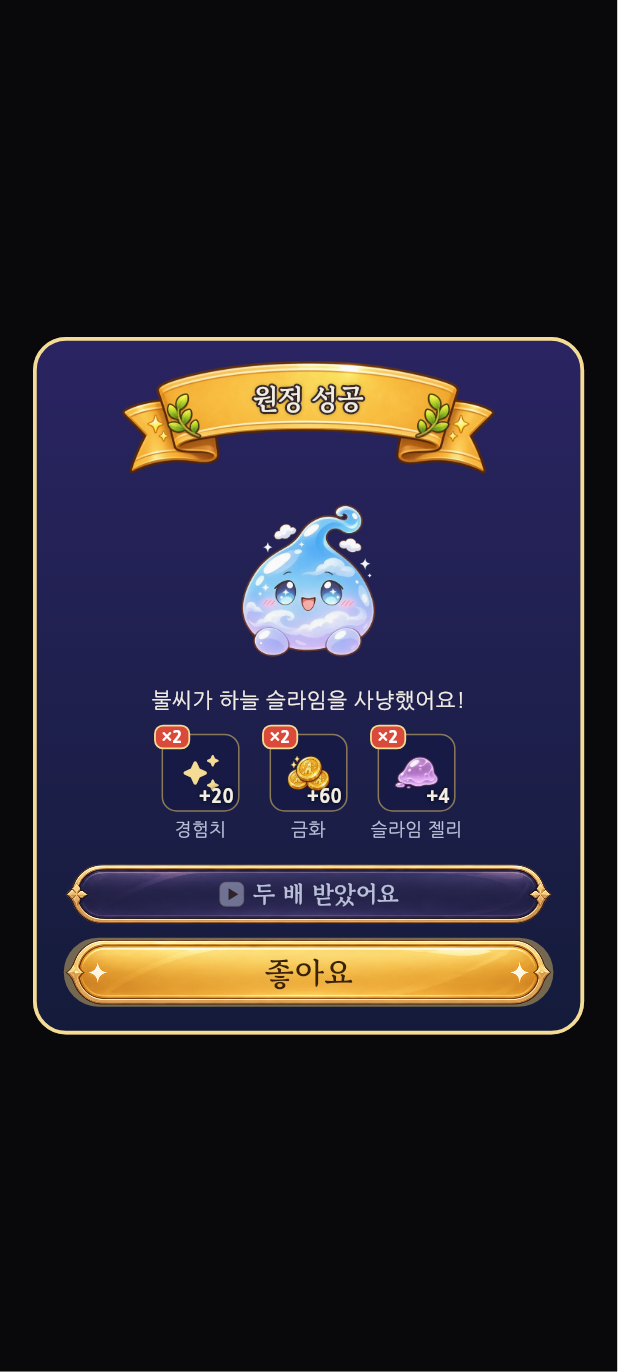 원정 성공
불씨가 하늘 슬라임을 사냥했어요!
×2 ×2 ×2
+20 +60 +4
경험치 금화 슬라임 젤리
두 배 받았어요
좋아요